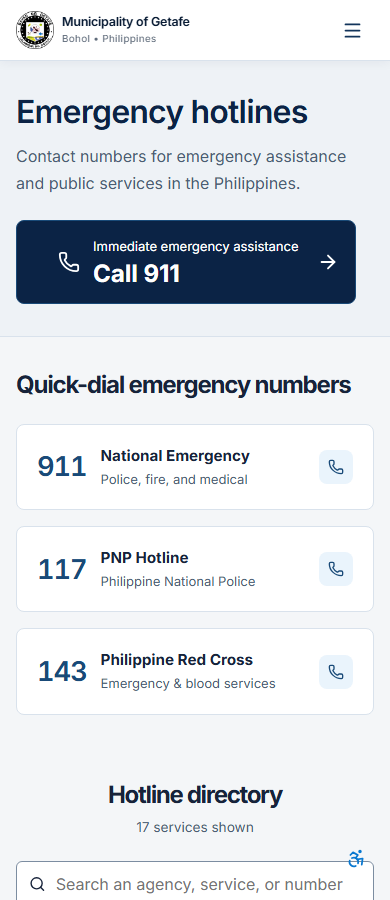 Municipality of Getafe
Bohol • Philippines
Emergency hotlines
Contact numbers for emergency assistance
and public services in the Philippines.
Immediate emergency assistance
Call 911
Quick-dial emergency numbers
911
National Emergency
Police, fire, and medical
117
PNP Hotline
Philippine National Police
143
Philippine Red Cross
Emergency & blood services
Hotline directory
17 services shown
Search an agency, service, or number